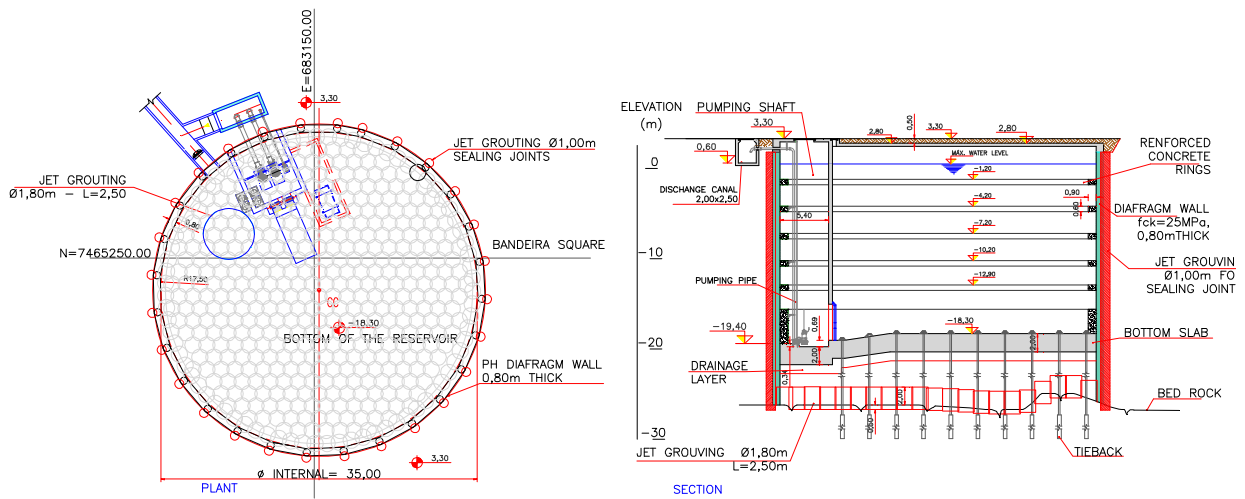 E=683150.00
3,30
JET GROUTING Ø1,00m
SEALING JOINTS
JET GROUTING
Ø1,80m – L=2,50
0,80
N=7465250.00
BANDEIRA SQUARE
R17,50
-18,30
BOTTOM OF THE RESERVOIR
PH DIAFRAGM WALL
0,80m THICK
3,30
Ø INTERNAL= 35,00
PLANT
ELEVATION
(m)
PUMPING SHAFT
3,30
2,80
0,50
3,30
2,80
0,60
0
MÁX. WATER LEVEL
REINFORCED
CONCRETE
RINGS
-1,20
DISCHANGE CANAL
2,00x2,50
-4,20
0,90
0,60
5,40
DIAFRAGM WALL
fck=25MPa,
0,80mTHICK
-7,20
-10
-10,20
JET GROUVIN
Ø1,00m FO
SEALING JOINT
-12,90
PUMPING PIPE
-19,40
0,69
-18,30
BOTTOM SLAB
-20
2,00
2,00
DRAINAGE
LAYER
0,30
2,00
BED ROCK
0,50
-30
JET GROUVING Ø1,80m
L=2,50m
TIEBACK
SECTION